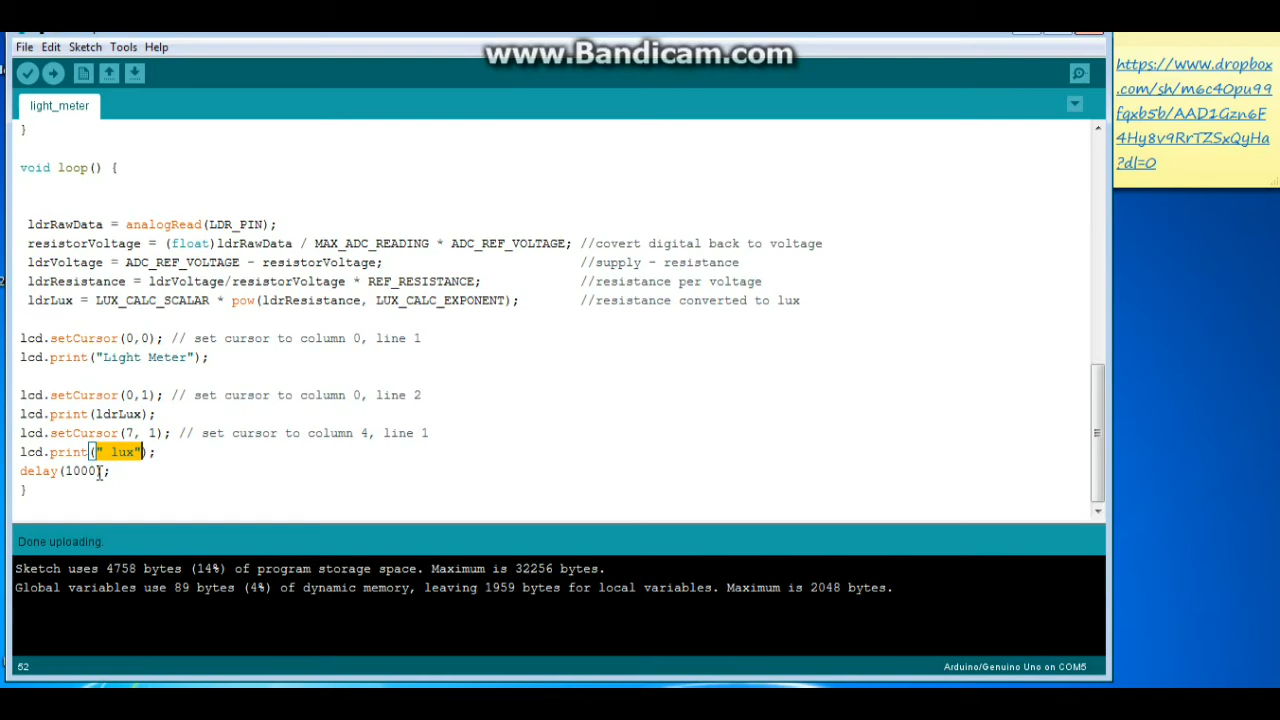 www.Bandicam.com
File Edit Sketch Tools Help
light_meter
}
void loop() {
ldrRawData = analogRead(LDR_PIN);
resistorVoltage = (float)ldrRawData / MAX_ADC_READING * ADC_REF_VOLTAGE; //covert digital back to voltage
ldrVoltage = ADC_REF_VOLTAGE - resistorVoltage; //supply - resistance
ldrResistance = ldrVoltage/resistorVoltage * REF_RESISTANCE; //resistance per voltage
ldrLux = LUX_CALC_SCALAR * pow(ldrResistance, LUX_CALC_EXPONENT); //resistance converted to lux
lcd.setCursor(0,0); // set cursor to column 0, line 1
lcd.print("Light Meter");
lcd.setCursor(0,1); // set cursor to column 0, line 2
lcd.print(ldrLux);
lcd.setCursor(7, 1); // set cursor to column 4, line 1
lcd.print(" lux");
delay(1000);
}
Done uploading.
Sketch uses 4758 bytes (14%) of program storage space. Maximum is 32256 bytes.
Global variables use 89 bytes (4%) of dynamic memory, leaving 1959 bytes for local variables. Maximum is 2048 bytes.
52
Arduino/Genuino Uno on COM5
https://www.dropbox
.com/sh/m6c40pu99
fqxb5b/AAD1Gzn6F
4Hy8v9RrTZSxQyHa
?dl=0